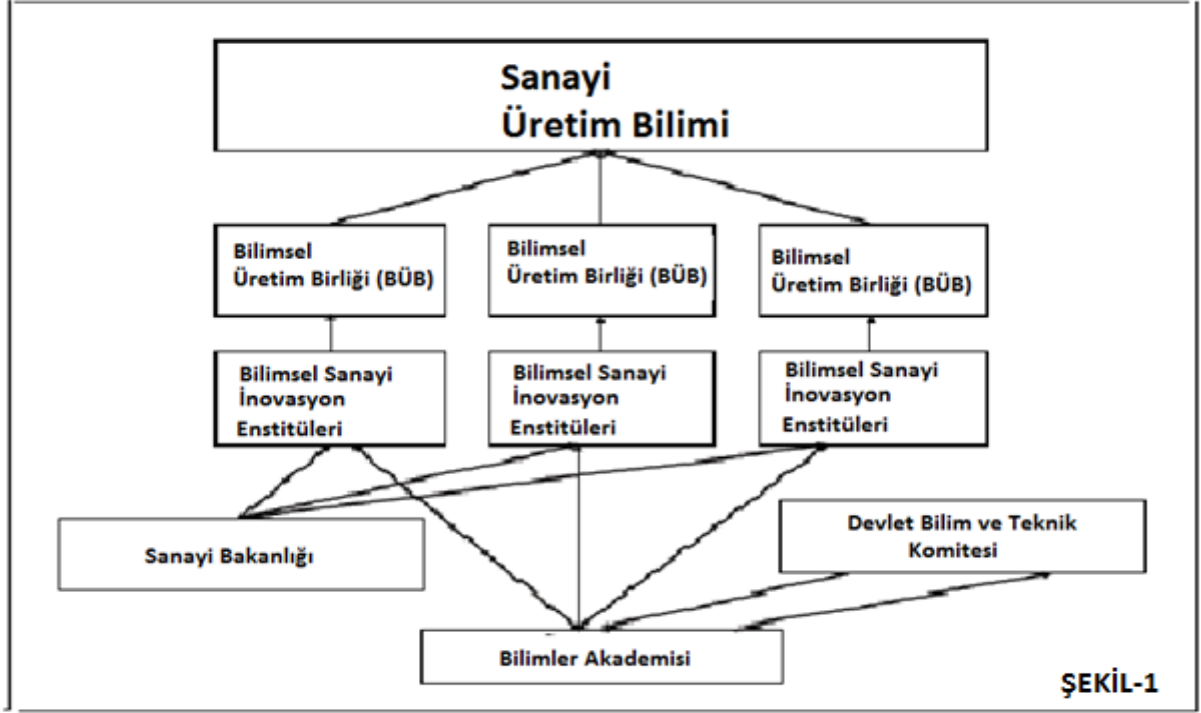 Sanayi
Üretim Bilimi
Bilimsel
Üretim Birliği (BÜB)
Bilimsel
Üretim Birliği (BÜB)
Bilimsel
Üretim Birliği (BÜB)
Bilimsel Sanayi
İnovasyon
Enstitüleri
Bilimsel Sanayi
İnovasyon
Enstitüleri
Bilimsel Sanayi
İnovasyon
Enstitüleri
Sanayi Bakanlığı
Devlet Bilim ve Teknik
Komitesi
Bilimler Akademisi
ŞEKİL-1